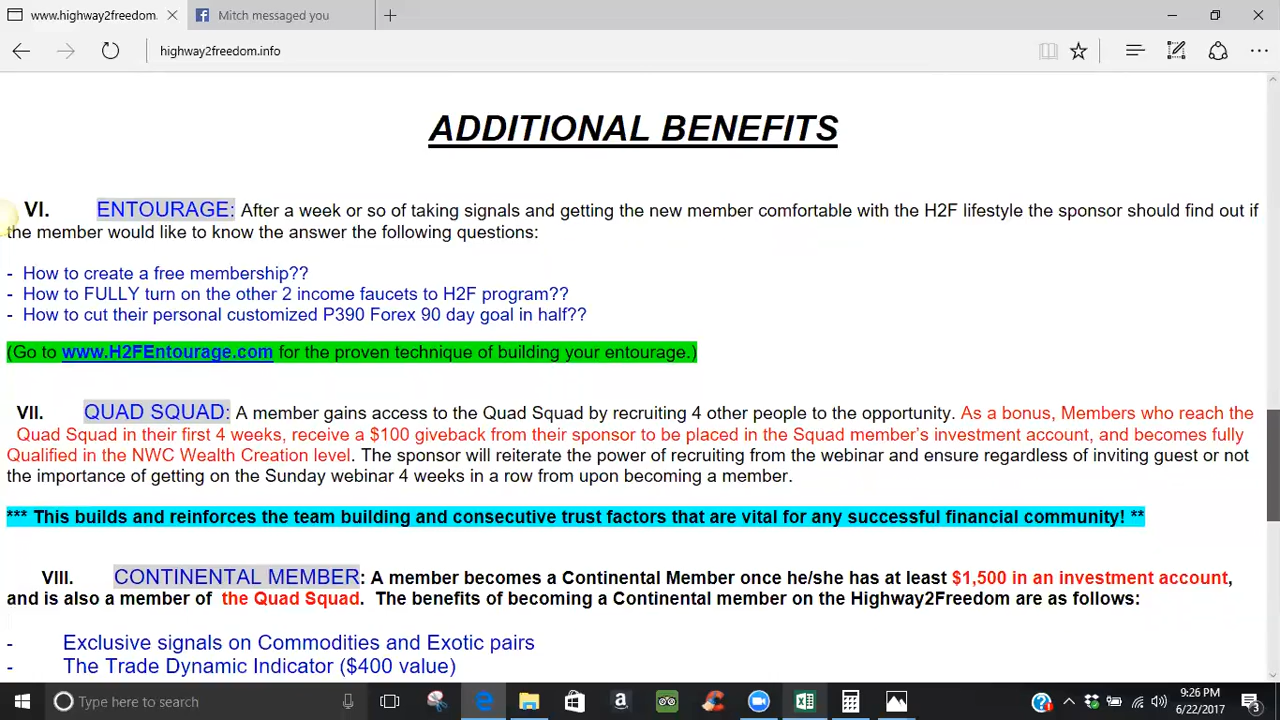 www.highway2freedom.
Mitch messaged you
highway2freedom.info
ADDITIONAL BENEFITS
VI. ENTOURAGE: After a week or so of taking signals and getting the new member comfortable with the H2F lifestyle the sponsor should find out if
the member would like to know the answer the following questions:
- How to create a free membership??
- How to FULLY turn on the other 2 income faucets to H2F program??
- How to cut their personal customized P390 Forex 90 day goal in half??
(Go to www.H2FEntourage.com for the proven technique of building your entourage.)
VII. QUAD SQUAD: A member gains access to the Quad Squad by recruiting 4 other people to the opportunity. As a bonus, Members who reach the
Quad Squad in their first 4 weeks, receive a $100 giveback from their sponsor to be placed in the Squad member's investment account, and becomes fully
Qualified in the NWC Wealth Creation level. The sponsor will reiterate the power of recruiting from the webinar and ensure regardless of inviting guest or not
the importance of getting on the Sunday webinar 4 weeks in a row from upon becoming a member.
*** This builds and reinforces the team building and consecutive trust factors that are vital for any successful financial community! **
VIII. CONTINENTAL MEMBER: A member becomes a Continental Member once he/she has at least $1,500 in an investment account,
and is also a member of the Quad Squad. The benefits of becoming a Continental member on the Highway2Freedom are as follows:
- Exclusive signals on Commodities and Exotic pairs
- The Trade Dynamic Indicator ($400 value)
Type here to search
9:26 PM
6/22/2017
3